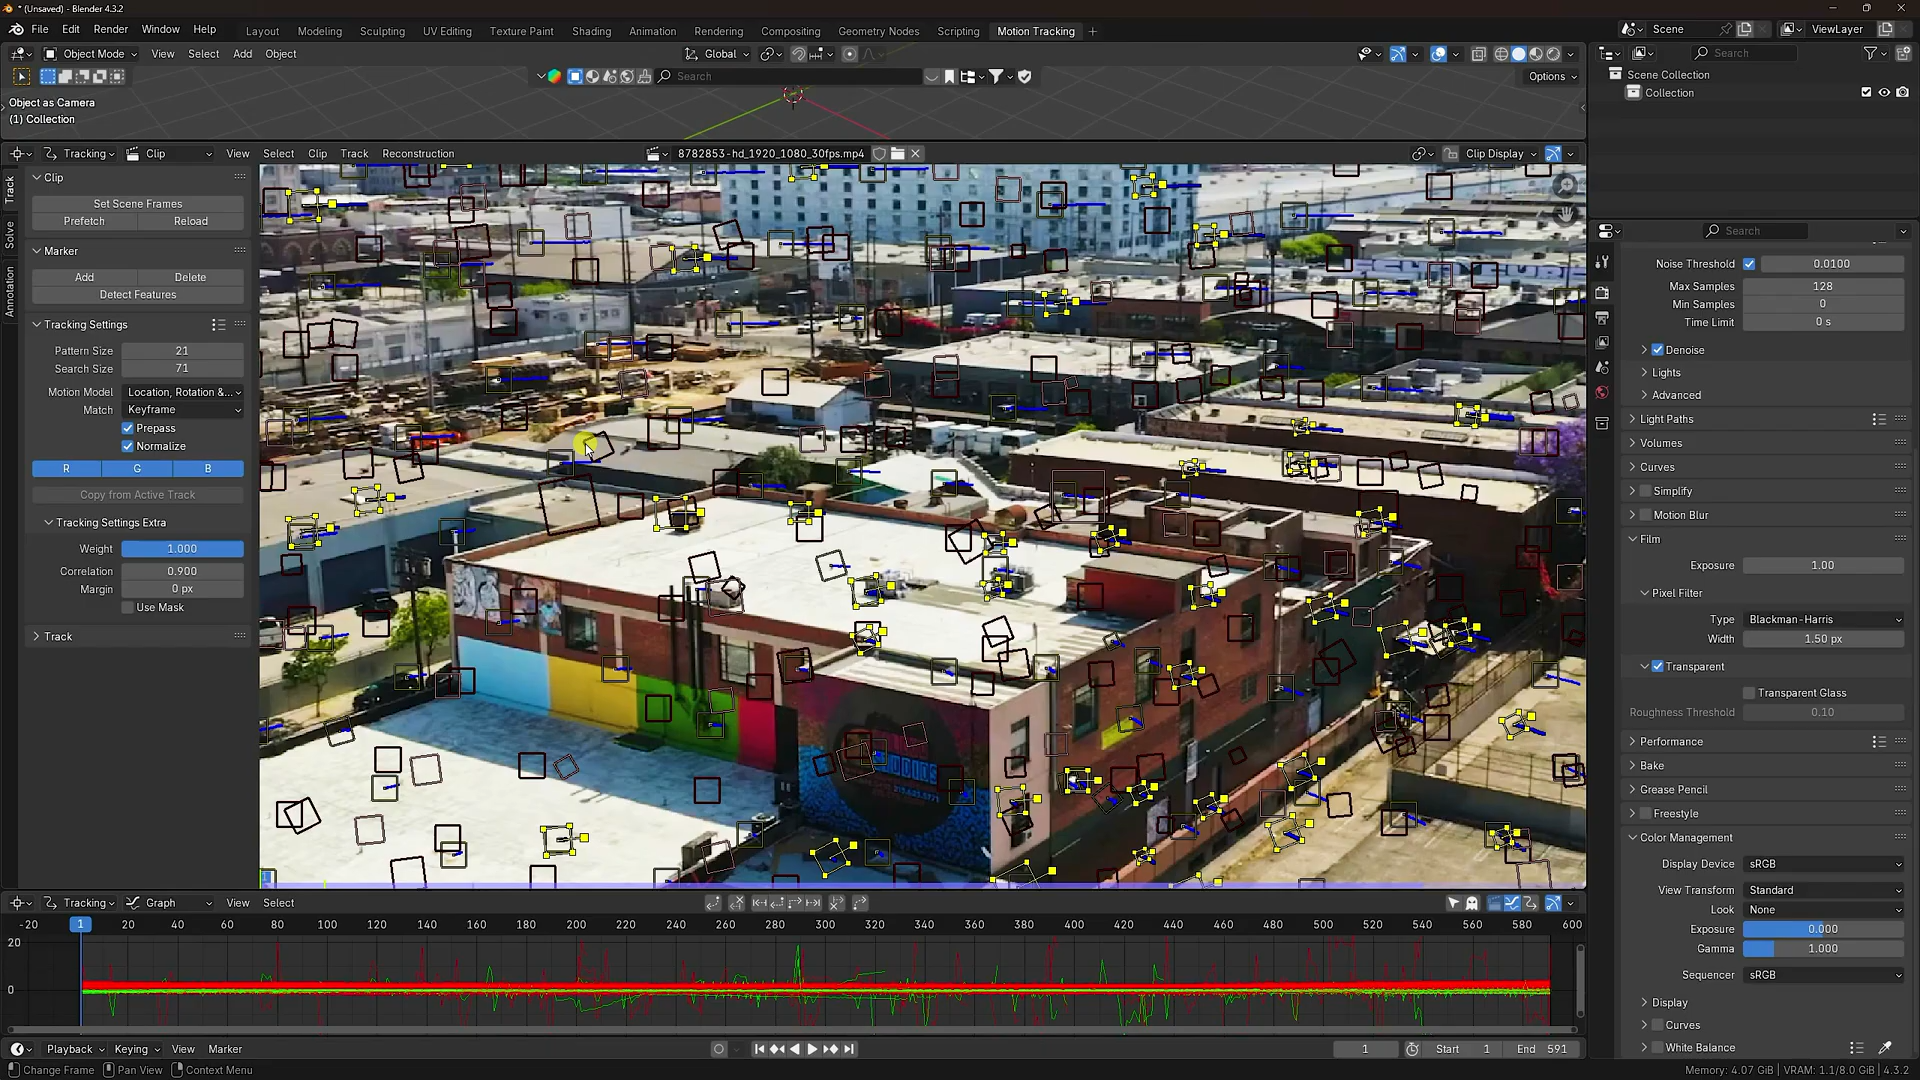 * (Unsaved) - Blender 4.3.2
File Edit Render Window Help Layout Modeling Sculpting UV Editing Texture Paint Shading Animation Rendering Compositing Geometry Nodes Scripting Motion Tracking + Scene ViewLayer
Object Mode View Select Add Object Global Search
Search Options
Scene Collection
Collection
Object as Camera
(1) Collection
Tracking Clip View Select Clip Track Reconstruction 8782853-hd_1920_1080_30fps.mp4 Clip Display
Track
Solve
Annotation
Clip
Set Scene Frames
Prefetch Reload
Marker
Add Delete
Detect Features
Tracking Settings
Pattern Size 21
Search Size 71
Motion Model Location, Rotation &...
Match Keyframe
Prepass
Normalize
R G B
Copy from Active Track
Tracking Settings Extra
Weight 1.000
Correlation 0.900
Margin 0 px
Use Mask
Track
Search
Noise Threshold 0.0100
Max Samples 128
Min Samples 0
Time Limit 0 s
Denoise
Lights
Advanced
Light Paths
Volumes
Curves
Simplify
Motion Blur
Film
Exposure 1.00
Pixel Filter
Type Blackman-Harris
Width 1.50 px
Transparent
Transparent Glass
Roughness Threshold 0.10
Performance
Bake
Grease Pencil
Freestyle
Color Management
Display Device sRGB
View Transform Standard
Look None
Exposure 0.000
Gamma 1.000
Sequencer sRGB
Display
Curves
White Balance
Tracking Graph View Select
-20 1 20 40 60 80 100 120 140 160 180 200 220 240 260 280 300 320 340 360 380 400 420 440 460 480 500 520 540 560 580 600
20
0
Playback Keying View Marker 1 Start 1 End 591
Change Frame Pan View Context Menu Memory: 4.07 GiB | VRAM: 1.1/8.0 GiB | 4.3.2